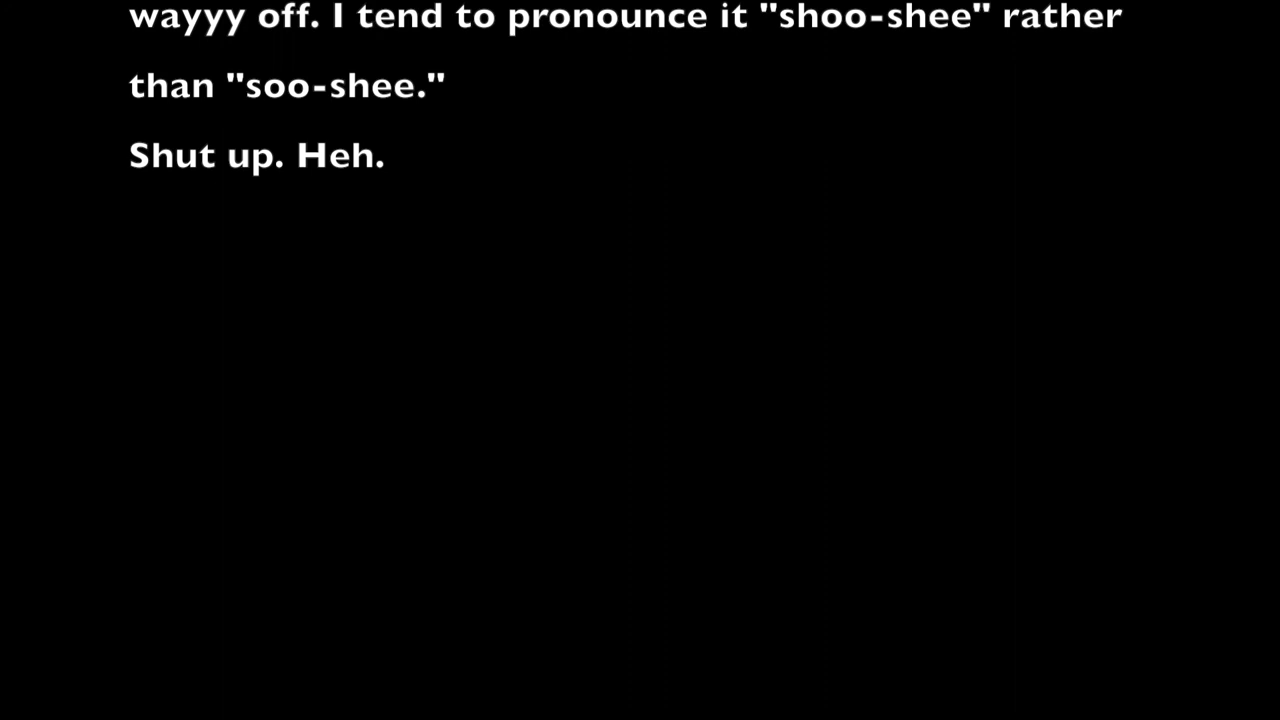 wayyy off. I tend to pronounce it "shoo-shee" rather
than "soo-shee."
Shut up. Heh.